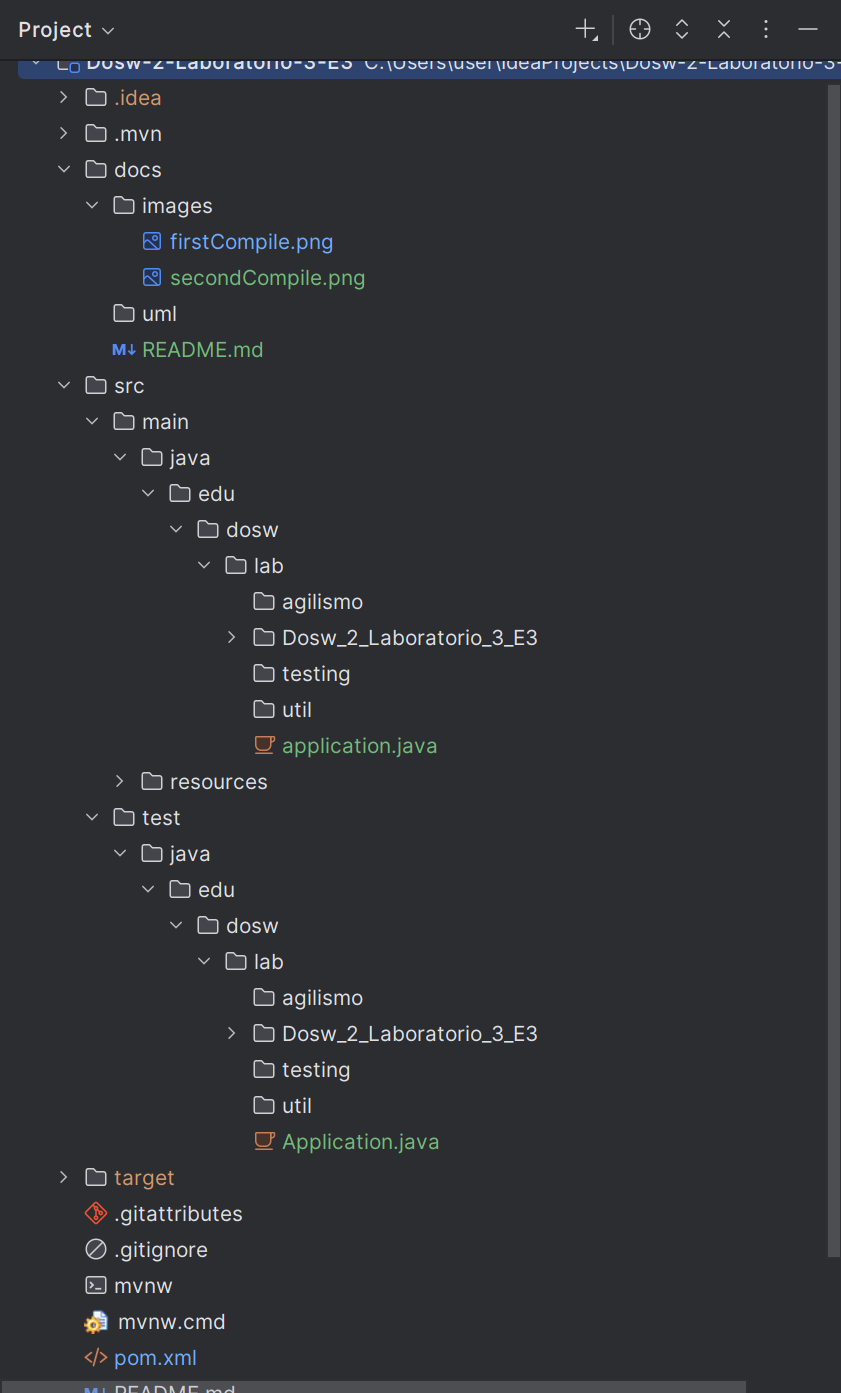 Project
Dosw-2-Laboratorio-3-E3 C:\Users\user\IdeaProjects\Dosw-2-Laboratorio-3-
.idea
.mvn
docs
images
firstCompile.png
secondCompile.png
uml
M↓ README.md
src
main
java
edu
dosw
lab
agilismo
Dosw_2_Laboratorio_3_E3
testing
util
application.java
resources
test
java
edu
dosw
lab
agilismo
Dosw_2_Laboratorio_3_E3
testing
util
Application.java
target
.gitattributes
.gitignore
mvnw
mvnw.cmd
</> pom.xml
M↓ README.md